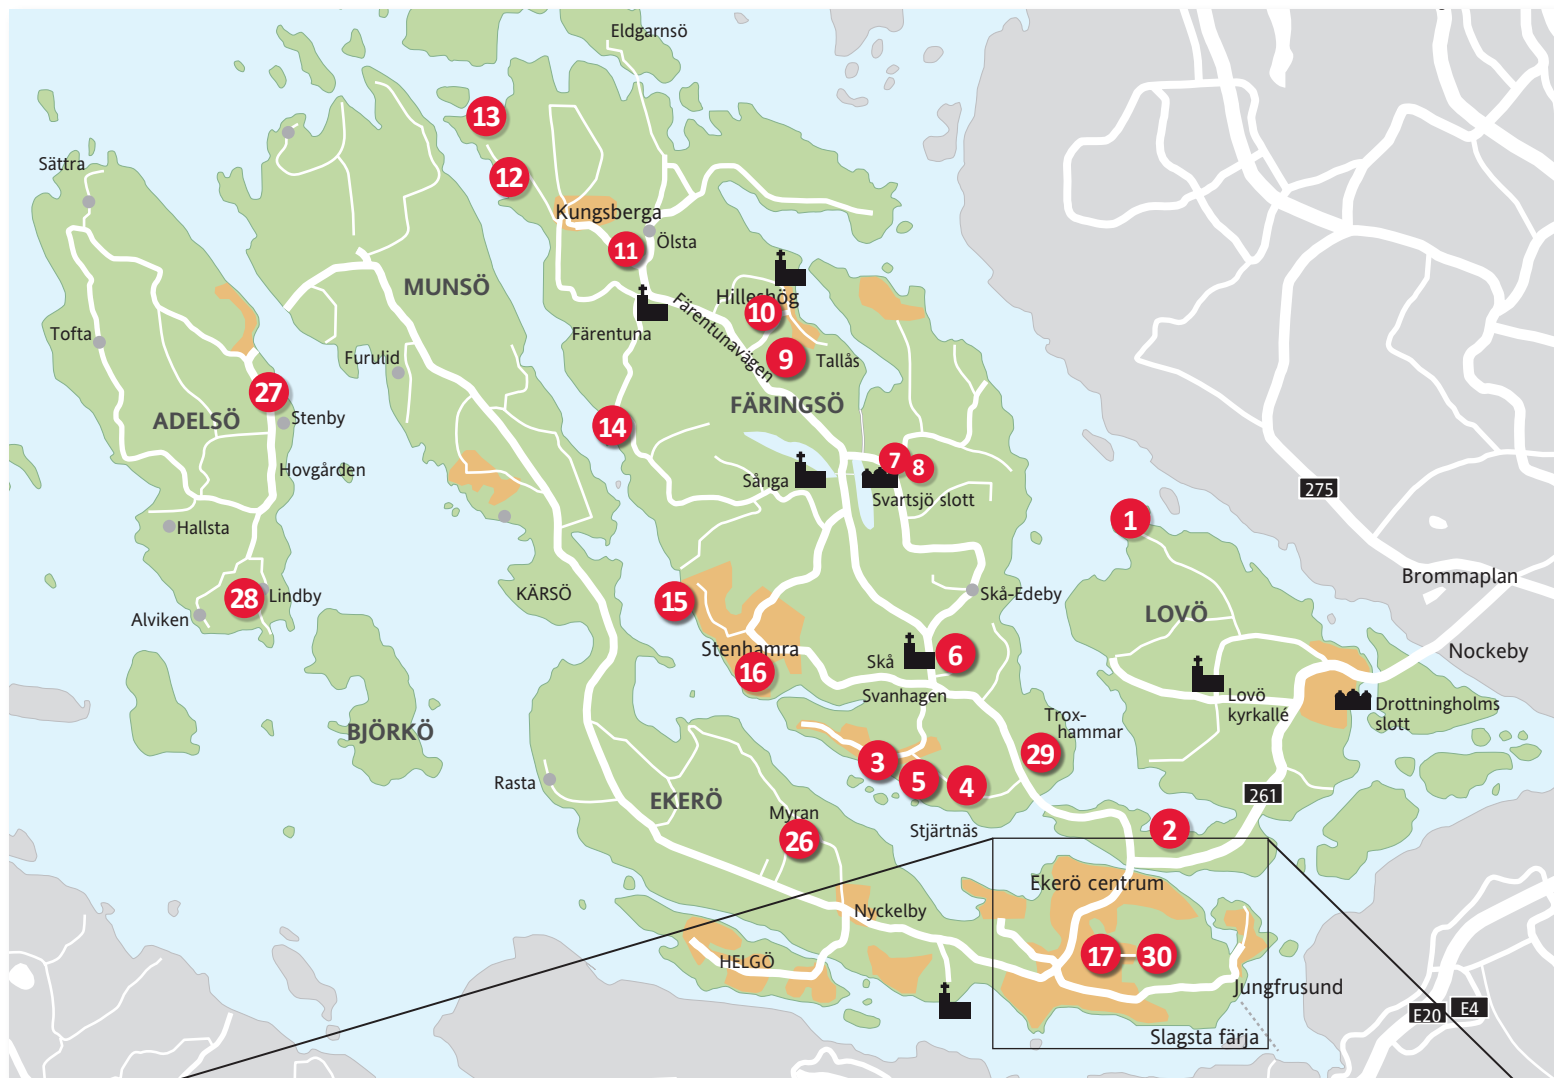 Eldgarnsö
13
Sättra
12
Kungsberga
Ölsta
11
MUNSÖ
Hilleshög
10
Färentunavägen
Färentuna
Tofta
Furulid
9
Tallås
27
ADELSÖ
FÄRINGSÖ
Stenby
14
Hovgården
7
8
Sånga
Svartsjö slott
275
1
Hallsta
Brommaplan
KÄRSÖ
Skå-Edeby
28
Lindby
15
LOVÖ
Alviken
Stenhamra
Skå
6
Nockeby
16
Svanhagen
Lovö
kyrkallé
Drottningholms
slott
BJÖRKÖ
Trox-
hammar
29
3
5
4
Rasta
EKERÖ
261
Myran
26
Stjärtnäs
2
Ekerö centrum
Nyckelby
HELGÖ
17
30
Jungfrusund
E20
E4
Slagsta färja